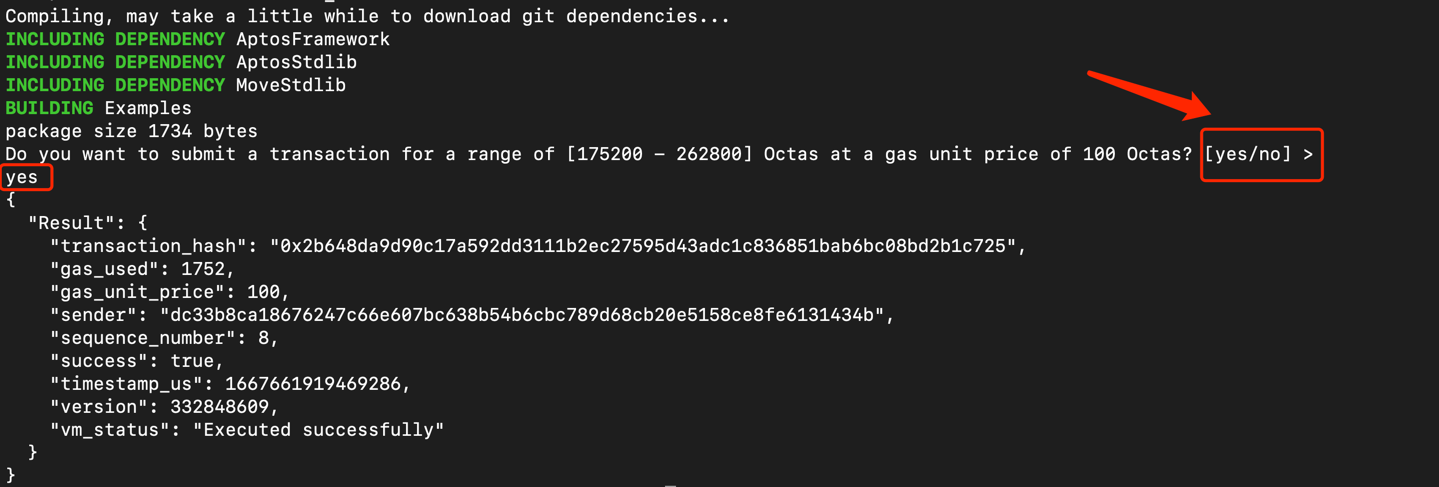 Compiling, may take a little while to download git dependencies...
INCLUDING DEPENDENCY AptosFramework
INCLUDING DEPENDENCY AptosStdlib
INCLUDING DEPENDENCY MoveStdlib
BUILDING Examples
package size 1734 bytes
Do you want to submit a transaction for a range of [175200 - 262800] Octas at a gas unit price of 100 Octas? [yes/no] >
yes
{
  "Result": {
    "transaction_hash": "0x2b648da9d90c17a592dd3111b2ec27595d43adc1c836851bab6bc08bd2b1c725",
    "gas_used": 1752,
    "gas_unit_price": 100,
    "sender": "dc33b8ca18676247c66e607bc638b54b6cbc789d68cb20e5158ce8fe6131434b",
    "sequence_number": 8,
    "success": true,
    "timestamp_us": 1667661919469286,
    "version": 332848609,
    "vm_status": "Executed successfully"
  }
}